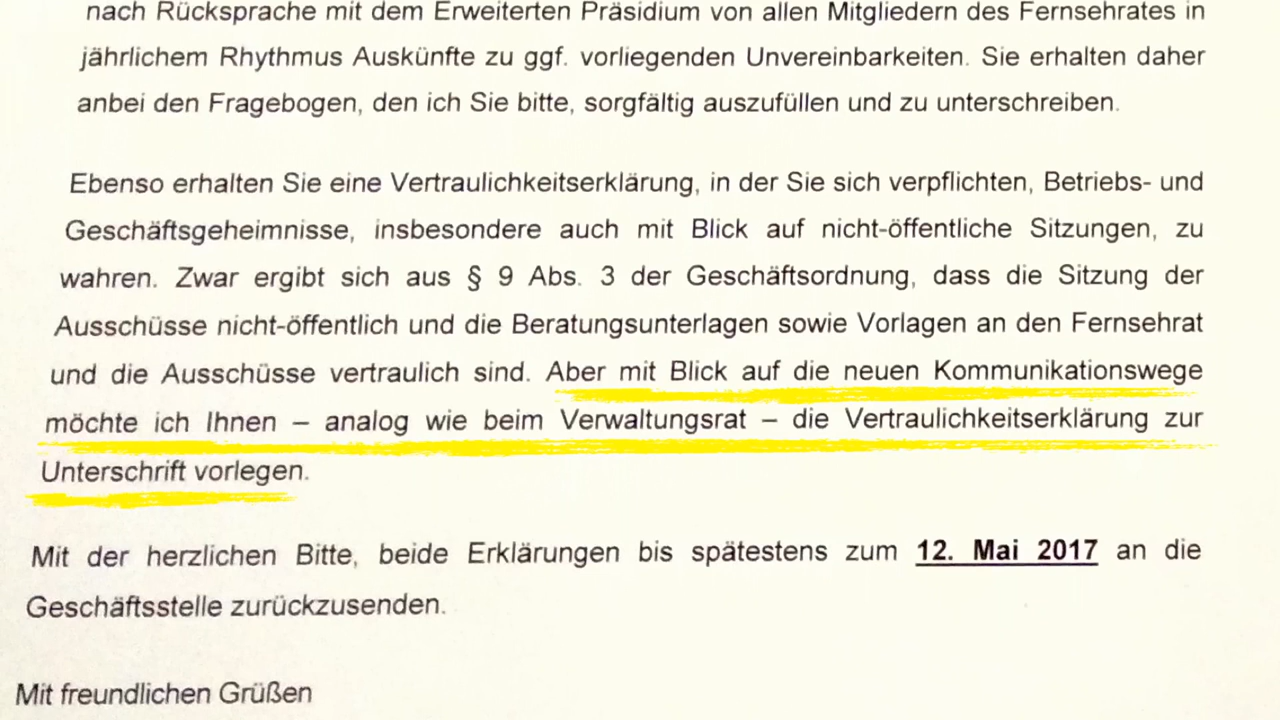 nach Rücksprache mit dem Erweiterten Präsidium von allen Mitgliedern des Fernsehrates in
jährlichem Rhythmus Auskünfte zu ggf. vorliegenden Unvereinbarkeiten. Sie erhalten daher
anbei den Fragebogen, den ich Sie bitte, sorgfältig auszufüllen und zu unterschreiben.
Ebenso erhalten Sie eine Vertraulichkeitserklärung, in der Sie sich verpflichten, Betriebs- und
Geschäftsgeheimnisse, insbesondere auch mit Blick auf nicht-öffentliche Sitzungen, zu
wahren. Zwar ergibt sich aus § 9 Abs. 3 der Geschäftsordnung, dass die Sitzung der
Ausschüsse nicht-öffentlich und die Beratungsunterlagen sowie Vorlagen an den Fernsehrat
und die Ausschüsse vertraulich sind. Aber mit Blick auf die neuen Kommunikationswege
möchte ich Ihnen – analog wie beim Verwaltungsrat – die Vertraulichkeitserklärung zur
Unterschrift vorlegen.
Mit der herzlichen Bitte, beide Erklärungen bis spätestens zum 12. Mai 2017 an die
Geschäftsstelle zurückzusenden.
Mit freundlichen Grüßen